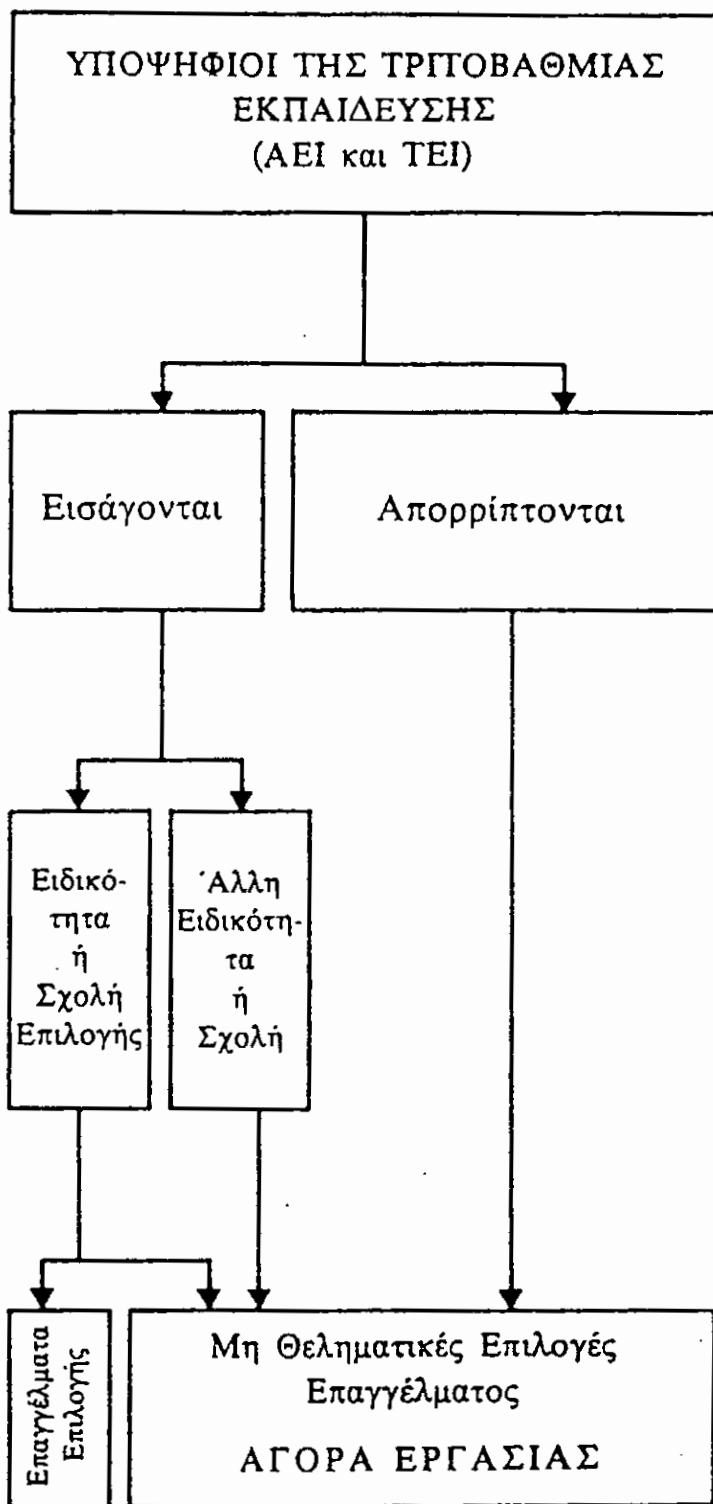 ΥΠΟΨΗΦΙΟΙ ΤΗΣ ΤΡΙΤΟΒΑΘΜΙΑΣ
ΕΚΠΑΙΔΕΥΣΗΣ
(ΑΕΙ και ΤΕΙ)
Εισάγονται
Απορρίπτονται
Ειδικό-
τητα
ή
Σχολή
Επιλογής
Άλλη
Ειδικότη-
τα
ή
Σχολή
Επαγγέλματα
Επιλογής
Μη Θεληματικές Επιλογές
Επαγγέλματος
ΑΓΟΡΑ ΕΡΓΑΣΙΑΣ